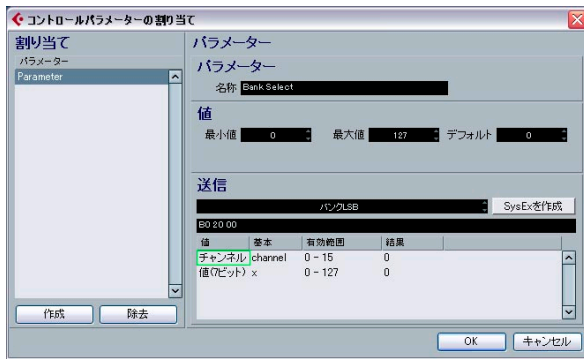 コントロールパラメーターの割り当て
割り当て
パラメーター
Parameter
作成
除去
パラメーター
パラメーター
名称 Bank Select
値
最小値 0 最大値 127 デフォルト 0
送信
バンクLSB SysExを作成
B0 20 00
値 基本 有効範囲 結果
チャンネル channel 0 - 15 0
値(7ビット) x 0 - 127 0
OK キャンセル